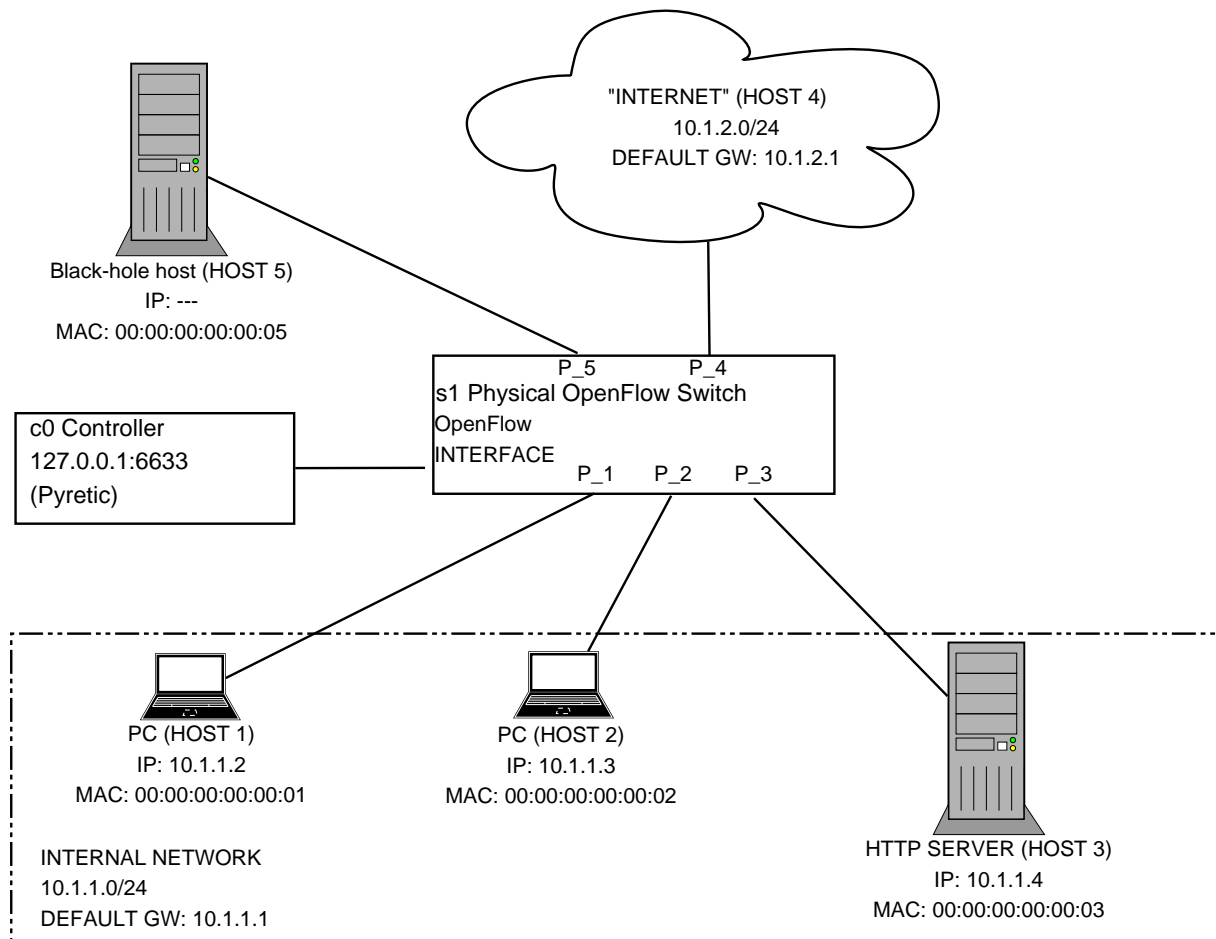 "INTERNET" (HOST 4)
10.1.2.0/24
DEFAULT GW: 10.1.2.1
Black-hole host (HOST 5)
IP: ---
MAC: 00:00:00:00:00:05
P_5
P_4
s1 Physical OpenFlow Switch
OpenFlow
INTERFACE
P_1
P_2
P_3
c0 Controller
127.0.0.1:6633
(Pyretic)
PC (HOST 1)
IP: 10.1.1.2
MAC: 00:00:00:00:00:01
PC (HOST 2)
IP: 10.1.1.3
MAC: 00:00:00:00:00:02
HTTP SERVER (HOST 3)
IP: 10.1.1.4
MAC: 00:00:00:00:00:03
INTERNAL NETWORK
10.1.1.0/24
DEFAULT GW: 10.1.1.1